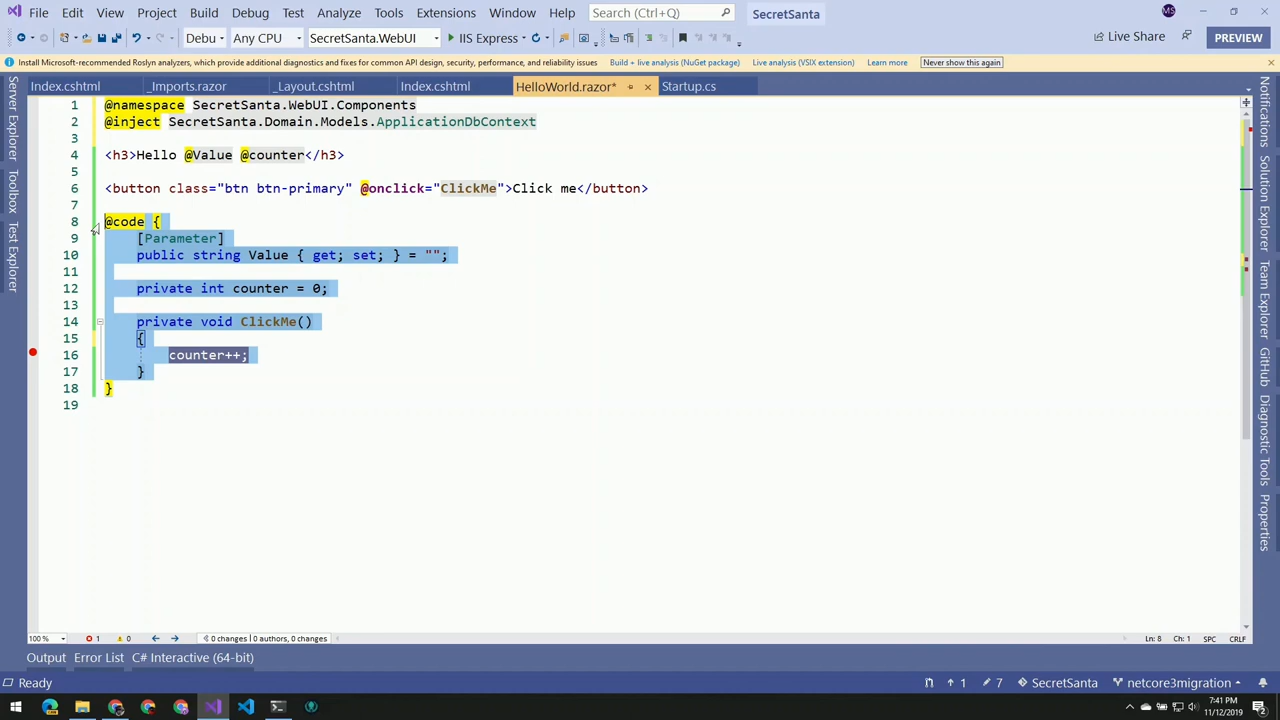 File Edit View Project Build Debug Test Analyze Tools Extensions Window Help Search (Ctrl+Q) SecretSanta MS
Debu Any CPU SecretSanta.WebUI IIS Express Live Share PREVIEW
Install Microsoft-recommended Roslyn analyzers, which provide additional diagnostics and fixes for common API design, security, performance, and reliability issues Build + live analysis (NuGet package) Live analysis (VSIX extension) Learn more Never show this again
Index.cshtml _Imports.razor _Layout.cshtml Index.cshtml HelloWorld.razor* Startup.cs
Server Explorer
Toolbox
Test Explorer
1 @namespace SecretSanta.WebUI.Components
2 @inject SecretSanta.Domain.Models.ApplicationDbContext
3
4 <h3>Hello @Value @counter</h3>
5
6 <button class="btn btn-primary" @onclick="ClickMe">Click me</button>
7
8 @code {
9 [Parameter]
10 public string Value { get; set; } = "";
11
12 private int counter = 0;
13
14 private void ClickMe()
15 {
16 counter++;
17 }
18 }
19
Notifications
Solution Explorer
Team Explorer
GitHub
Diagnostic Tools
Properties
100 % 1 0 0 changes | 0 authors, 0 changes Ln: 8 Ch: 1 SPC CRLF
Output Error List C# Interactive (64-bit)
Ready 1 7 SecretSanta netcore3migration
7:41 PM
11/12/2019
2